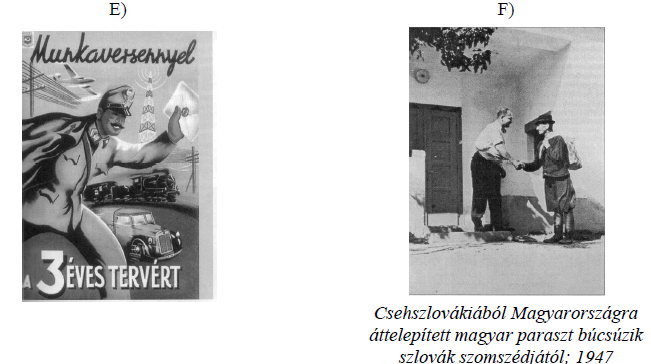 E)
F)
Munkaversennyel
A 3 ÉVES TERVÉRT
Csehszlovákiából Magyarországra
áttelepített magyar paraszt búcsúzik
szlovák szomszédjától; 1947